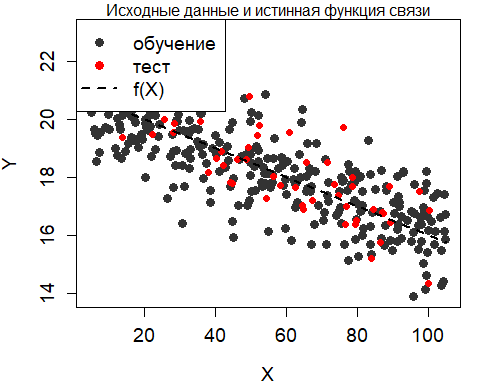 Исходные данные и истинная функция связи
обучение
тест
f(X)
22
20
18
16
14
Y
20 40 60 80 100
X